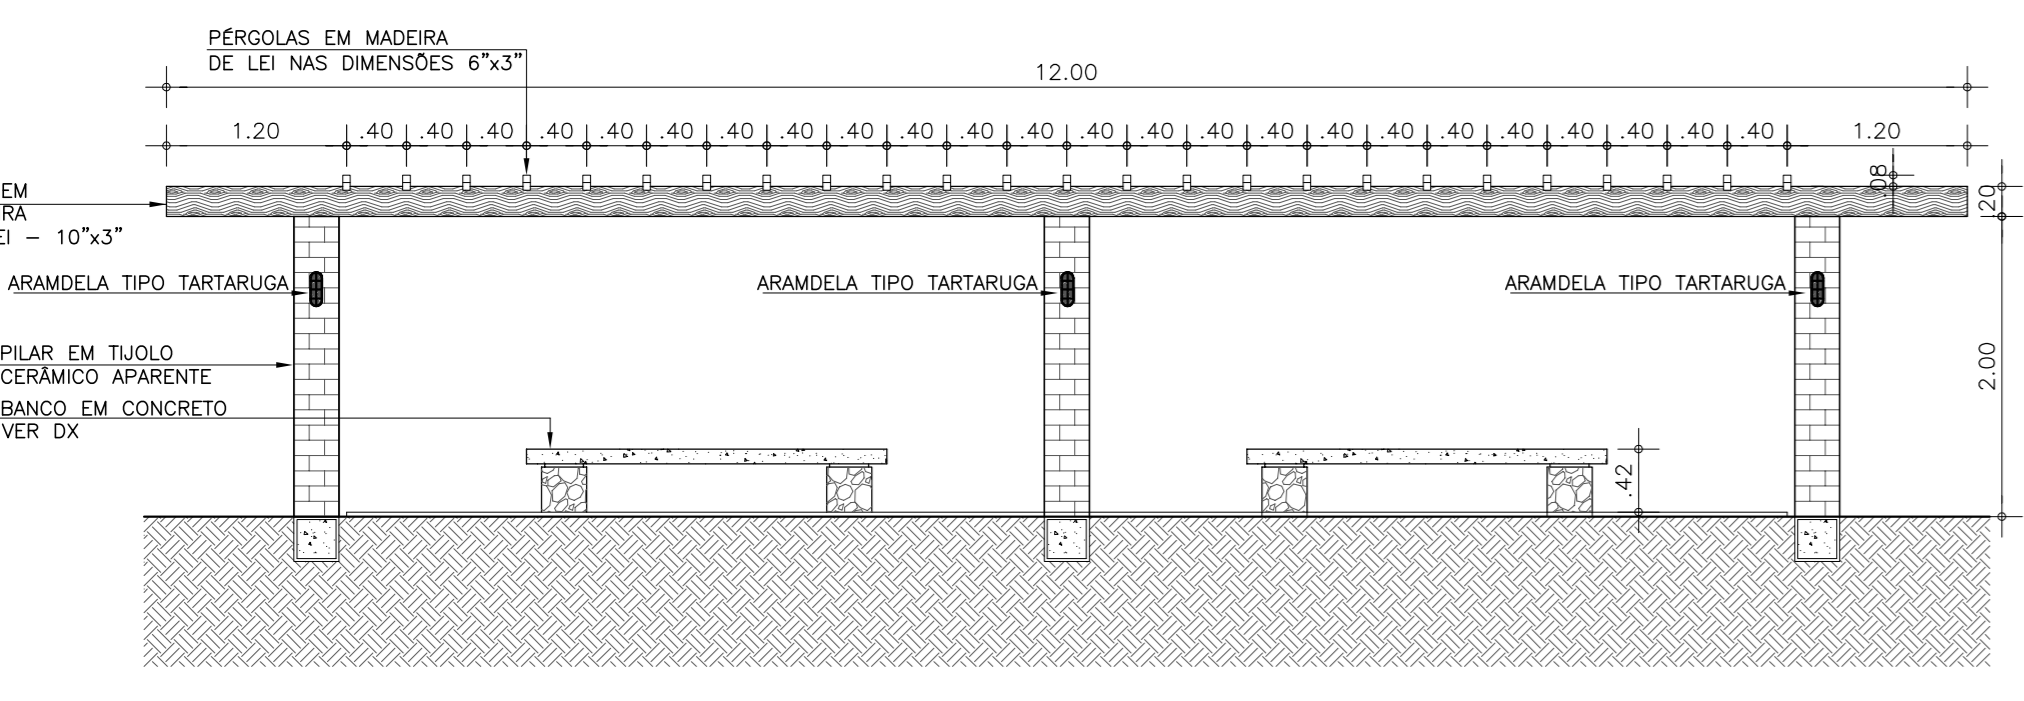 PÉRGOLAS EM MADEIRA
DE LEI NAS DIMENSÕES 6"x3"
12.00
1.20 .40 .40 .40 .40 .40 .40 .40 .40 .40 .40 .40 .40 .40 .40 .40 .40 .40 .40 .40 .40 .40 .40 .40 .40 1.20
.08
.20
EM
RA
EI – 10"x3"
ARAMDELA TIPO TARTARUGA
ARAMDELA TIPO TARTARUGA
ARAMDELA TIPO TARTARUGA
PILAR EM TIJOLO
CERÂMICO APARENTE
2.00
BANCO EM CONCRETO
VER DX
.42